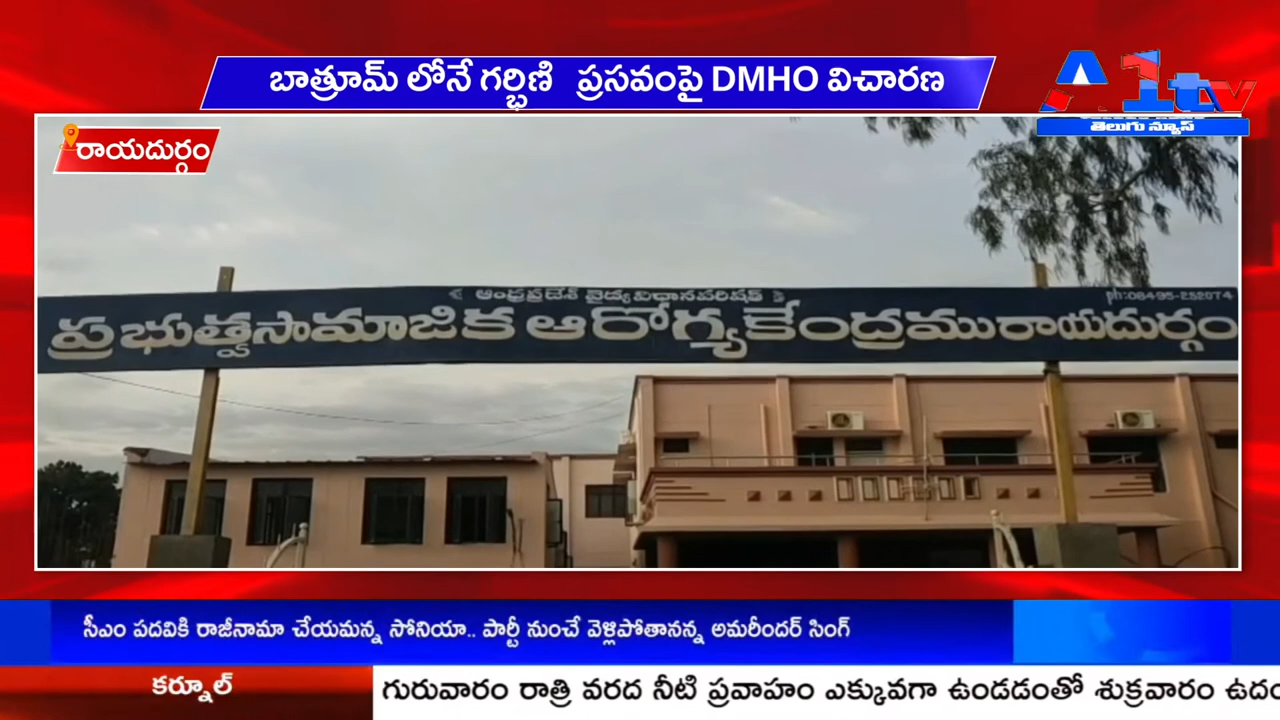 బాత్రూమ్ లోనే గర్భిణి ప్రసవంపై DMHO విచారణ
A1tv
తెలుగు న్యూస్
రాయదుర్గం
ఆంధ్రప్రదేశ్ వైద్య విధాన పరిషత్
ph:08495-252074
ప్రభుత్వ సామాజిక ఆరోగ్య కేంద్రము రాయదుర్గం
సీఎం పదవికి రాజీనామా చేయమన్న సోనియా.. పార్టీ నుంచే వెళ్లిపోతానన్న అమరీందర్ సింగ్
కర్నూల్
గురువారం రాత్రి వరద నీటి ప్రవాహం ఎక్కువగా ఉండడంతో శుక్రవారం ఉదం